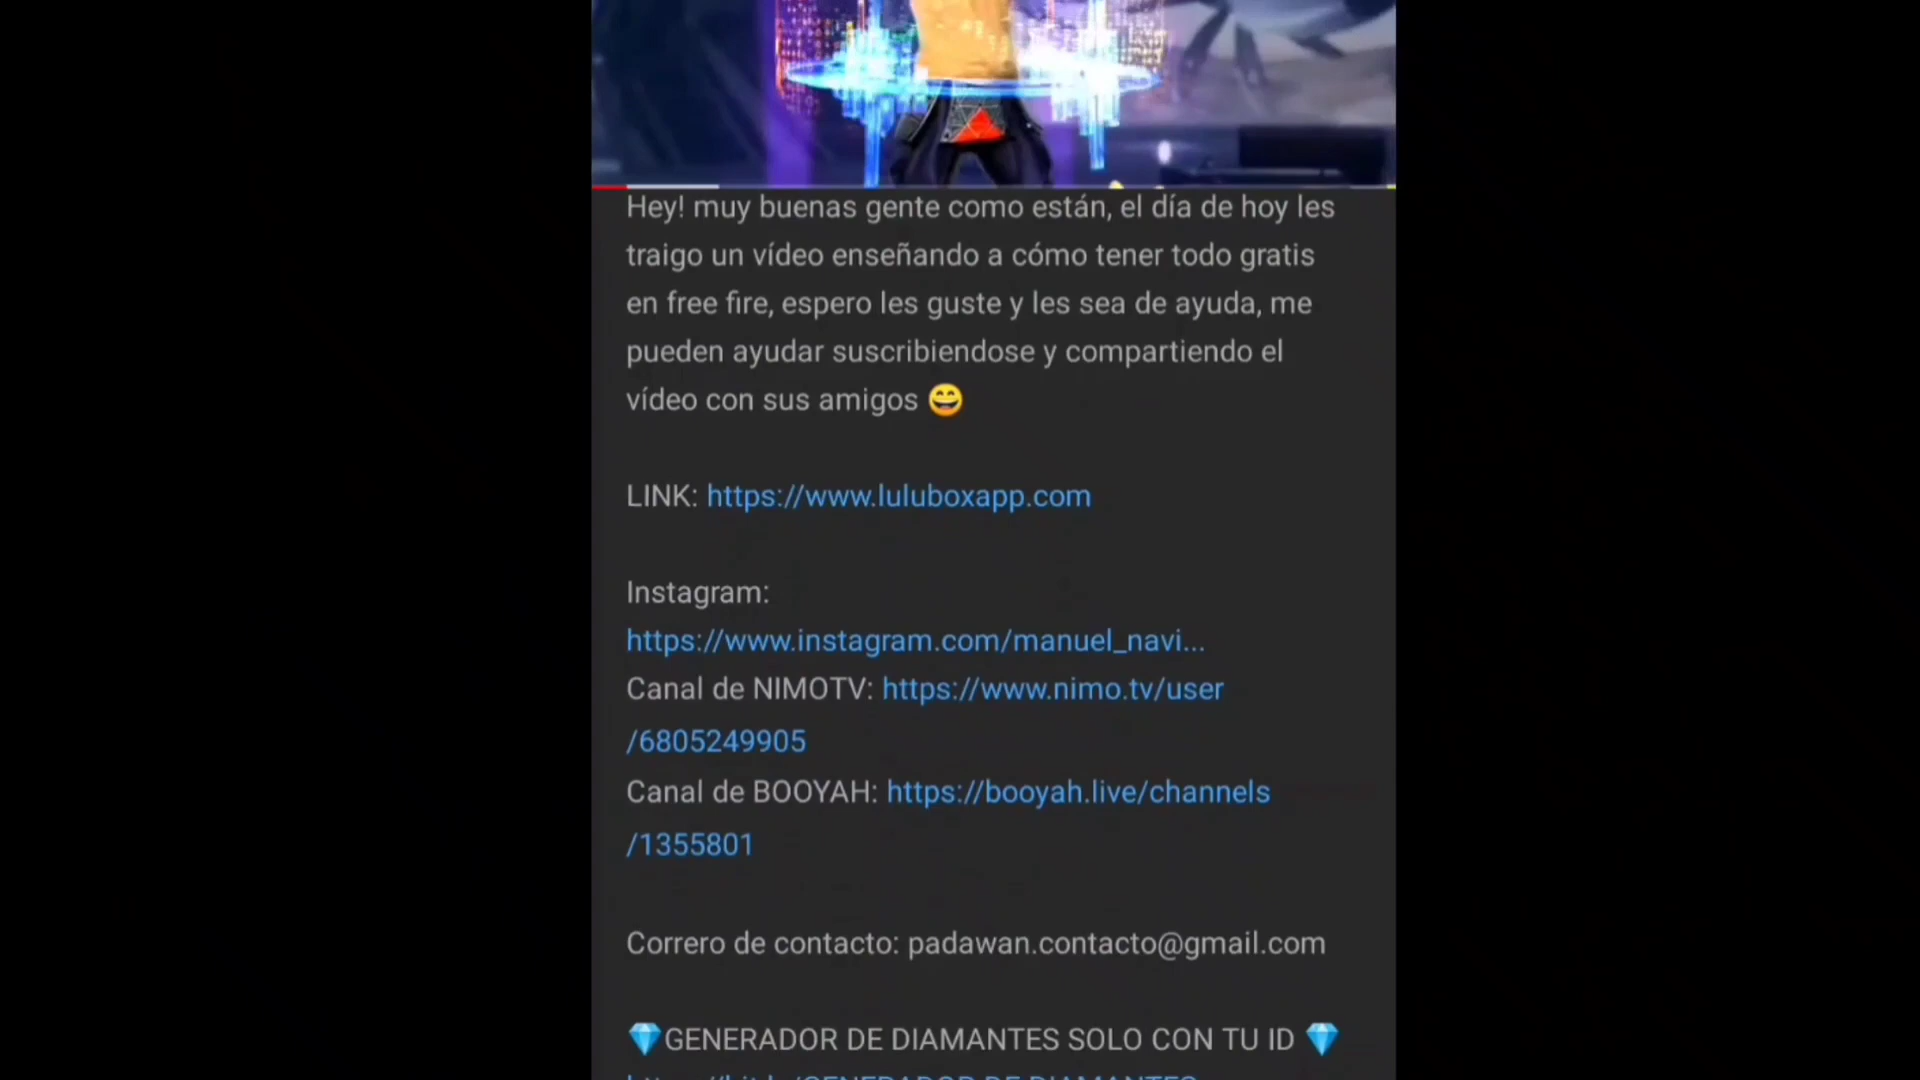 Hey! muy buenas gente como están, el día de hoy les
traigo un vídeo enseñando a cómo tener todo gratis
en free fire, espero les guste y les sea de ayuda, me
pueden ayudar suscribiendose y compartiendo el
vídeo con sus amigos 😄
LINK: https://www.luluboxapp.com
Instagram:
https://www.instagram.com/manuel_navi...
Canal de NIMOTV: https://www.nimo.tv/user
/6805249905
Canal de BOOYAH: https://booyah.live/channels
/1355801
Correro de contacto: padawan.contacto@gmail.com
💎GENERADOR DE DIAMANTES SOLO CON TU ID 💎